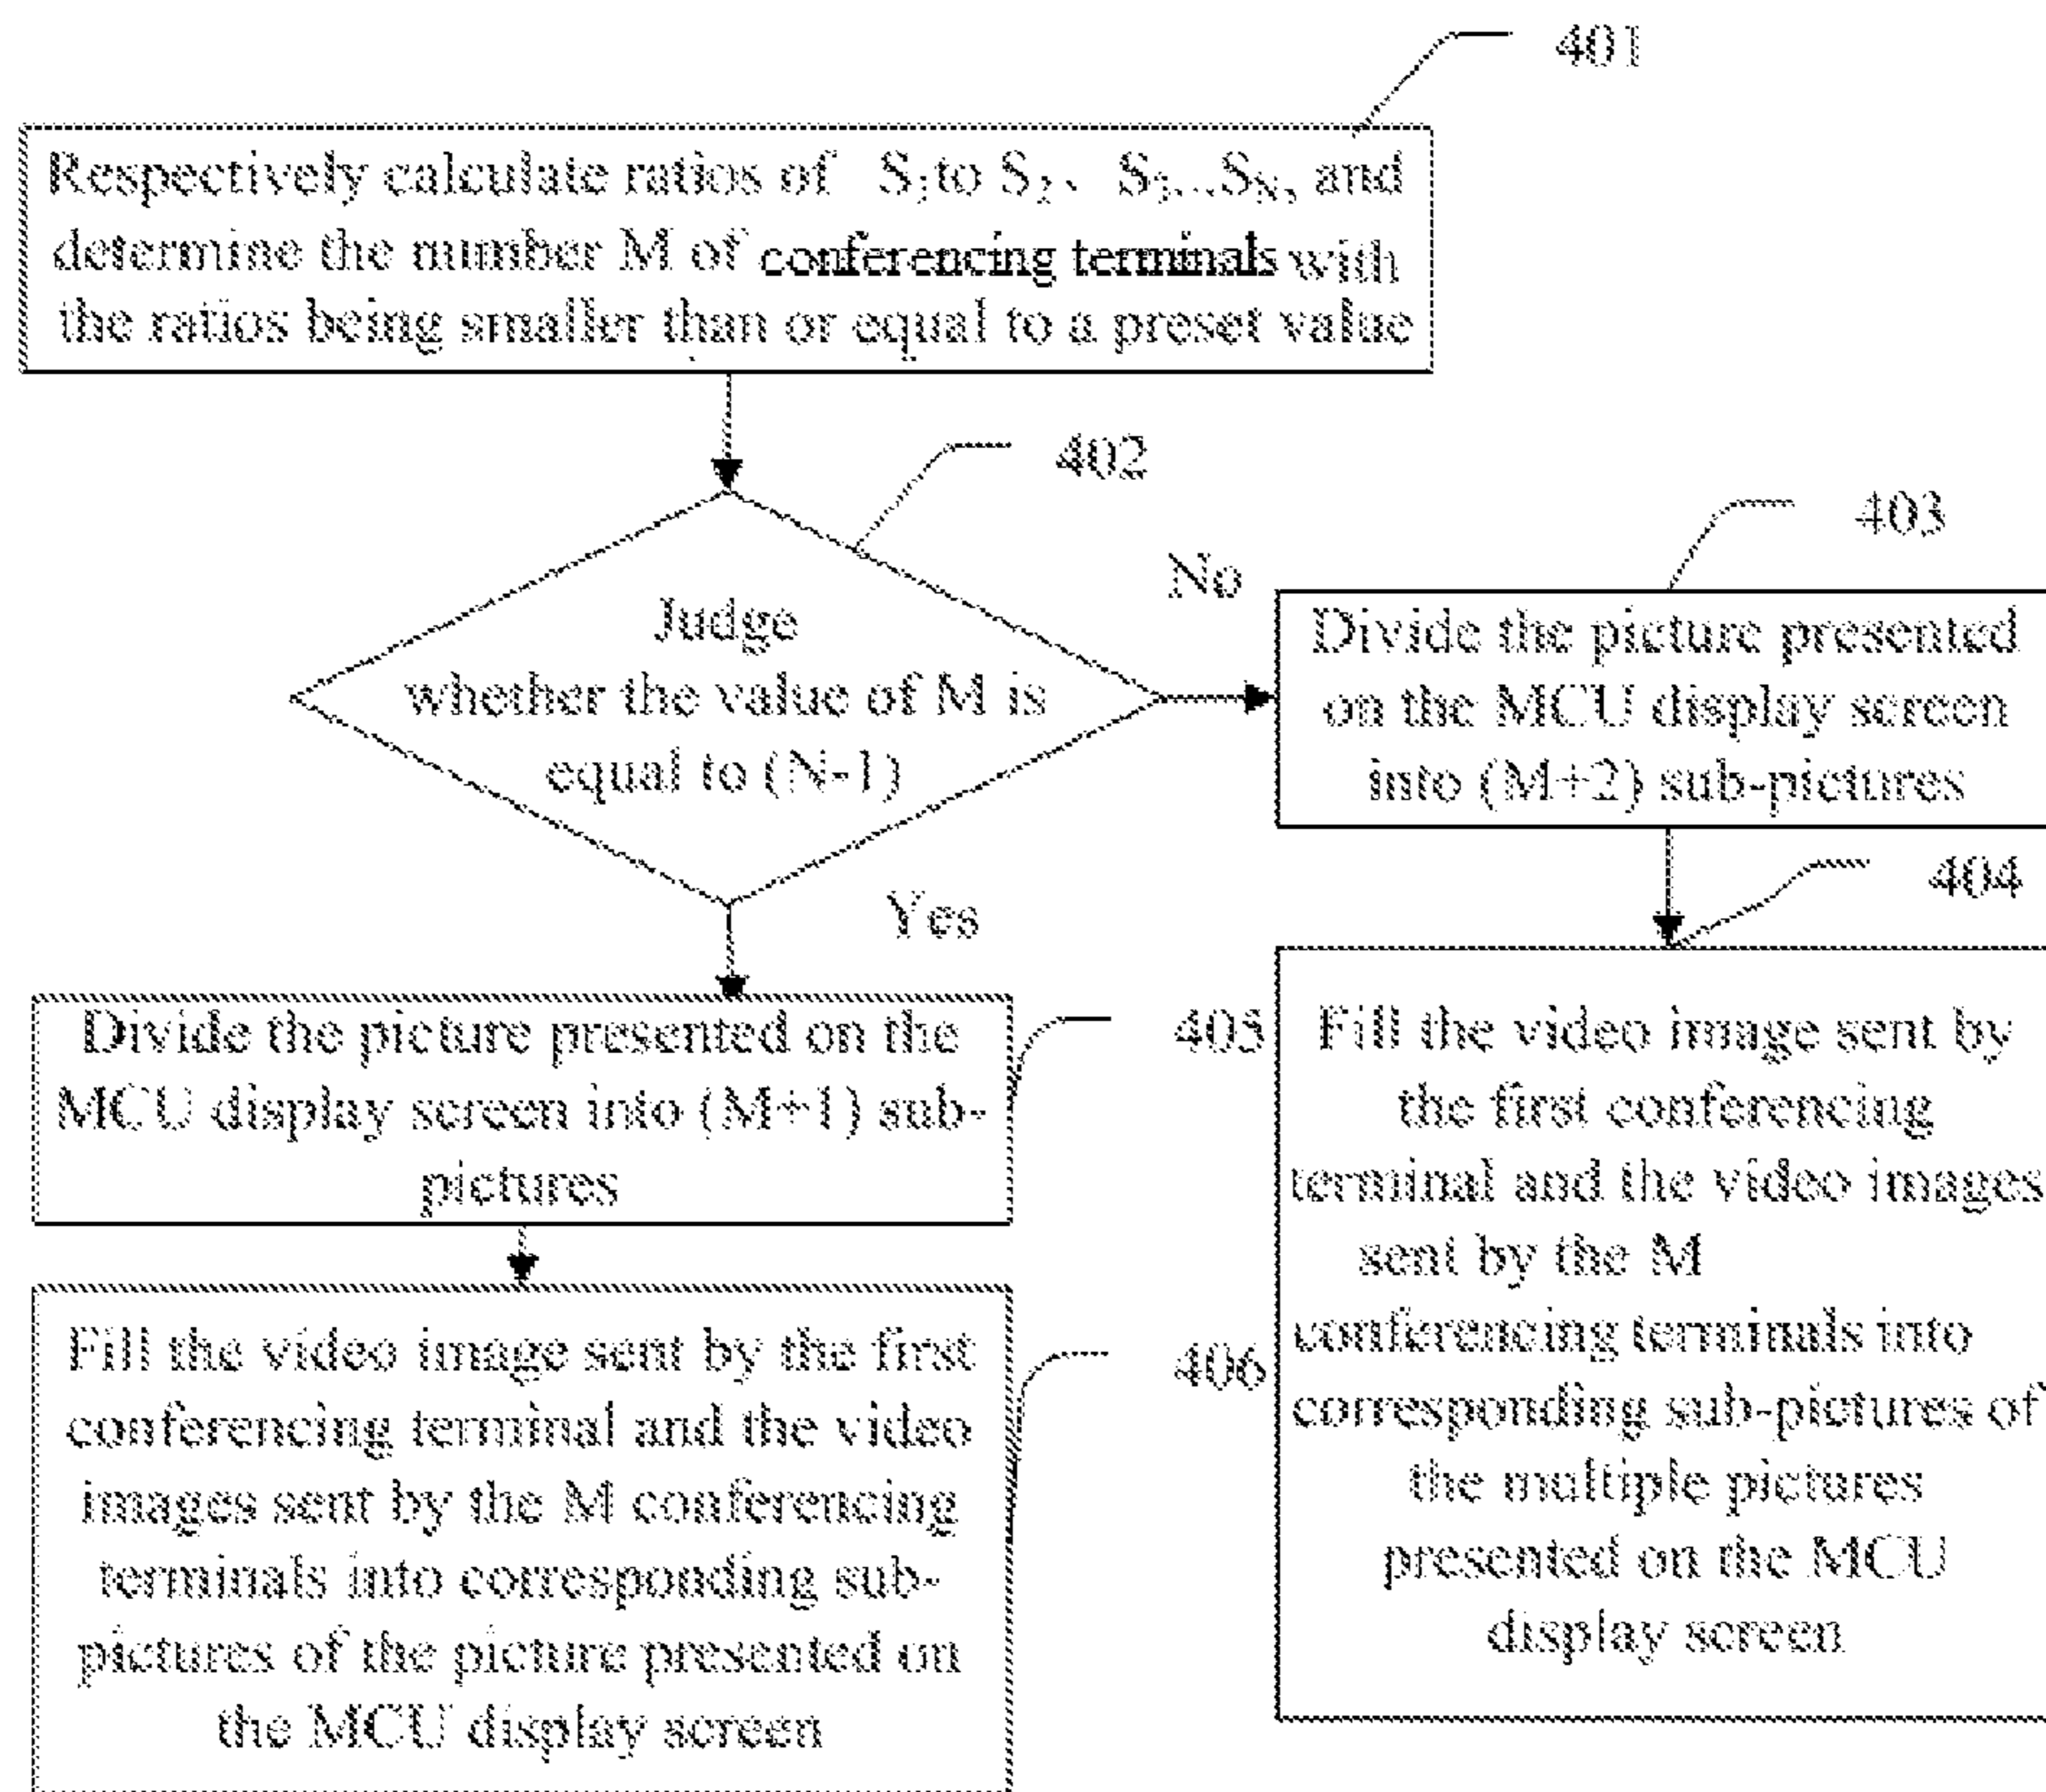 401
Respectively calculate ratios of S₁to S₂、 S₃...S_N, and
determine the number M of conferencing terminals with
the ratios being smaller than or equal to a preset value
402
Judge
whether the value of M is
equal to (N-1)
No
403
Divide the picture presented
on the MCU display screen
into (M+2) sub-pictures
404
Fill the video image sent by
the first conferencing
terminal and the video images
sent by the M
conferencing terminals into
corresponding sub-pictures of
the multiple pictures
presented on the MCU
display screen
Yes
405
Divide the picture presented on the
MCU display screen into (M+1) sub-
pictures
406
Fill the video image sent by the first
conferencing terminal and the video
images sent by the M conferencing
terminals into corresponding sub-
pictures of the picture presented on
the MCU display screen